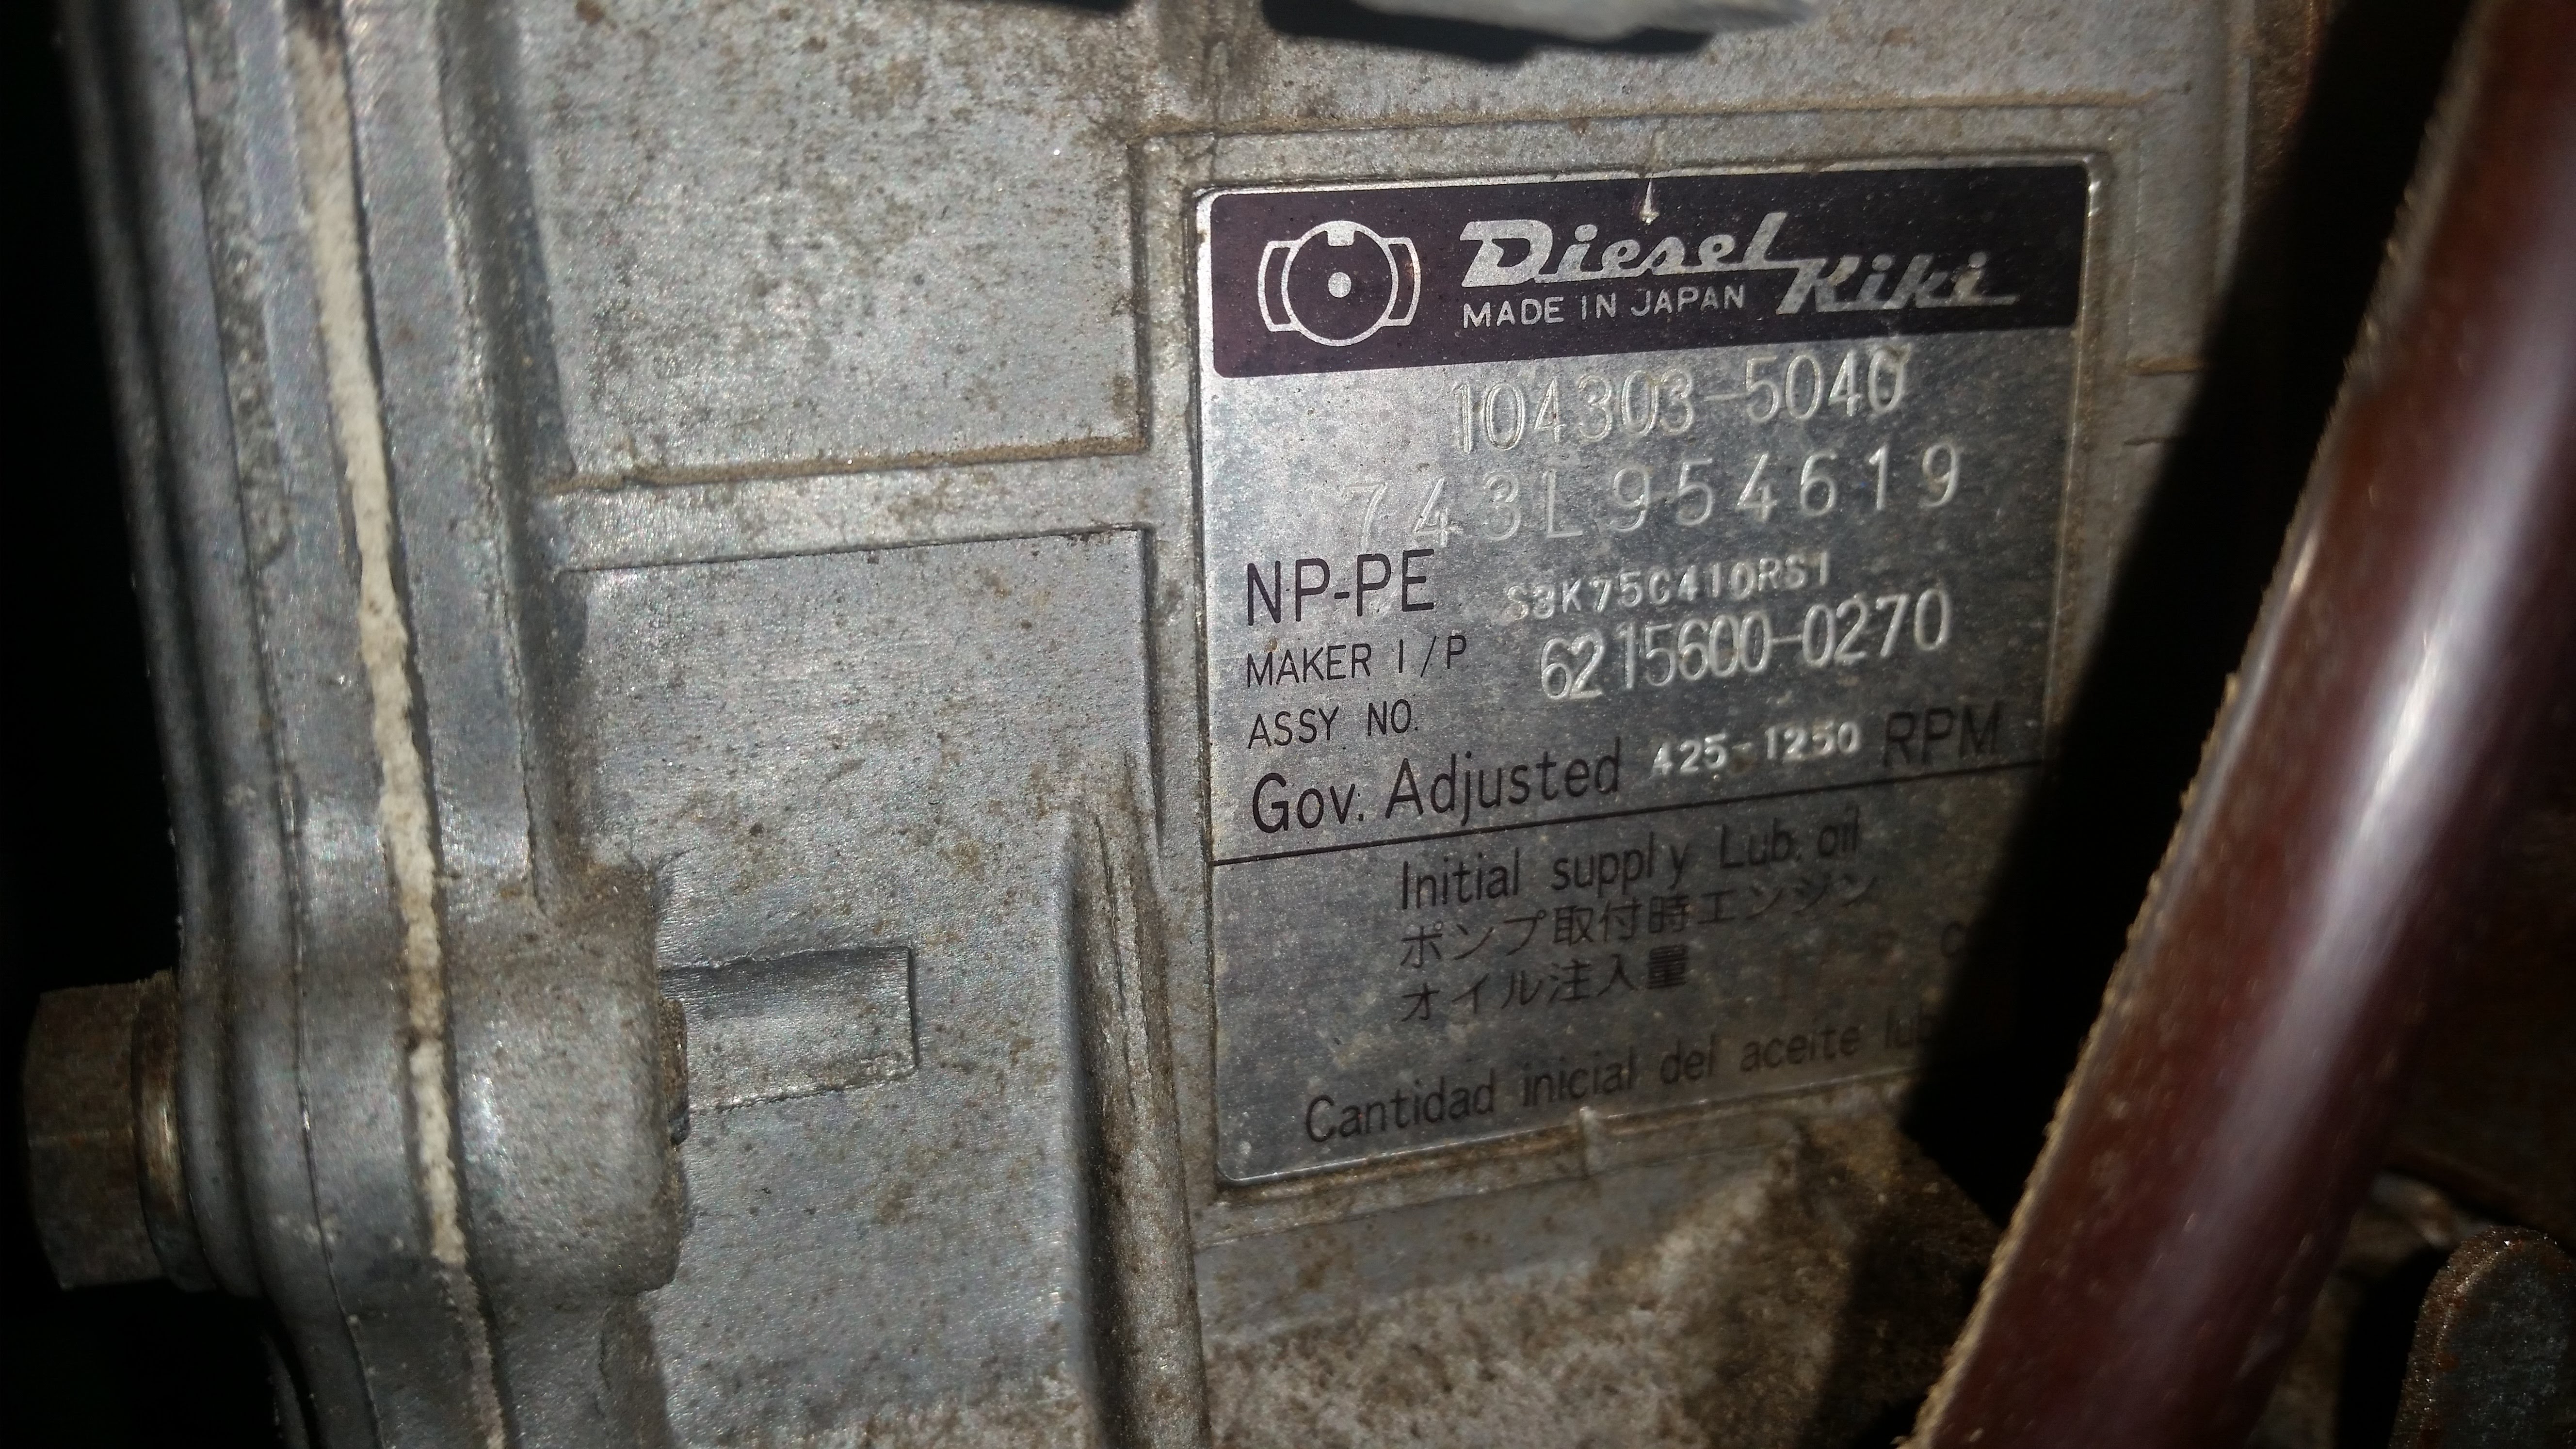 Diesel Kiki
MADE IN JAPAN
104303-5040
743L954619
NP-PE S3K75C410RS1
MAKER I/P 6215600-0270
ASSY NO.
Gov. Adjusted 425-1250 RPM
Initial supply Lub. oil
ポンプ取付時エンジン
オイル注入量
Cantidad inicial del aceite